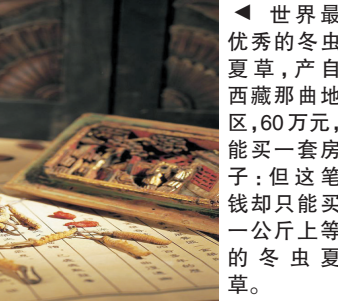 ◀ 世界最
优秀的冬虫
夏草,产自
西藏那曲地
区,60万元,
能买一套房
子:但这笔
钱却只能买
一公斤上等
的冬虫夏
草。